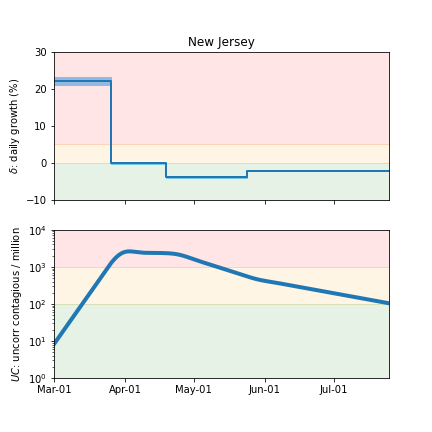 New Jersey
δ: daily growth (%)
30
20
10
0
−10
UC: uncorr contagious / million
10⁴
10³
10²
10¹
10⁰
Mar-01 Apr-01 May-01 Jun-01 Jul-01